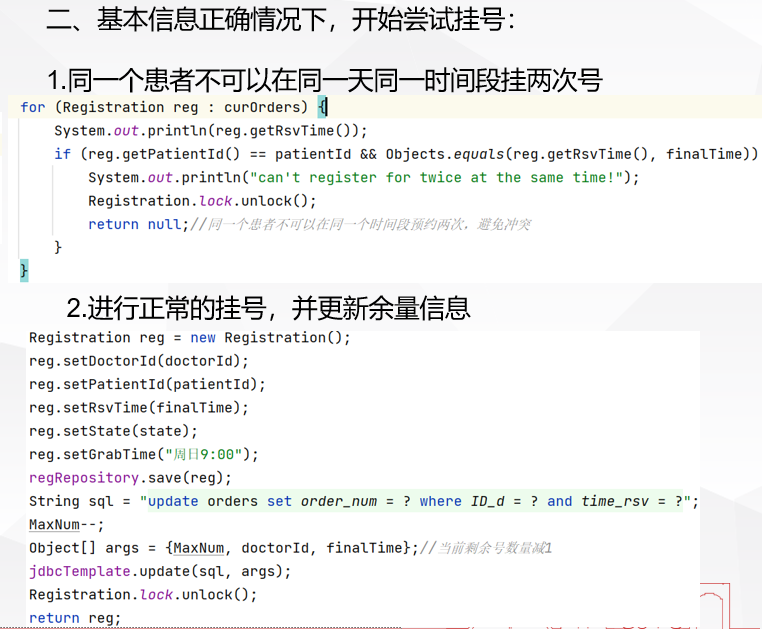 二、基本信息正确情况下，开始尝试挂号：
1.同一个患者不可以在同一天同一时间段挂两次号
for (Registration reg : curOrders) {
System.out.println(reg.getRsvTime());
if (reg.getPatientId() == patientId && Objects.equals(reg.getRsvTime(), finalTime))
System.out.println("can't register for twice at the same time!");
Registration.lock.unlock();
return null;//同一个患者不可以在同一个时间段预约两次，避免冲突
}
}
2.进行正常的挂号，并更新余量信息
Registration reg = new Registration();
reg.setDoctorId(doctorId);
reg.setPatientId(patientId);
reg.setRsvTime(finalTime);
reg.setState(state);
reg.setGrabTime("周日9:00");
regRepository.save(reg);
String sql = "update orders set order_num = ? where ID_d = ? and time_rsv = ?";
MaxNum--;
Object[] args = {MaxNum, doctorId, finalTime};//当前剩余号数量减1
jdbcTemplate.update(sql, args);
Registration.lock.unlock();
return reg;